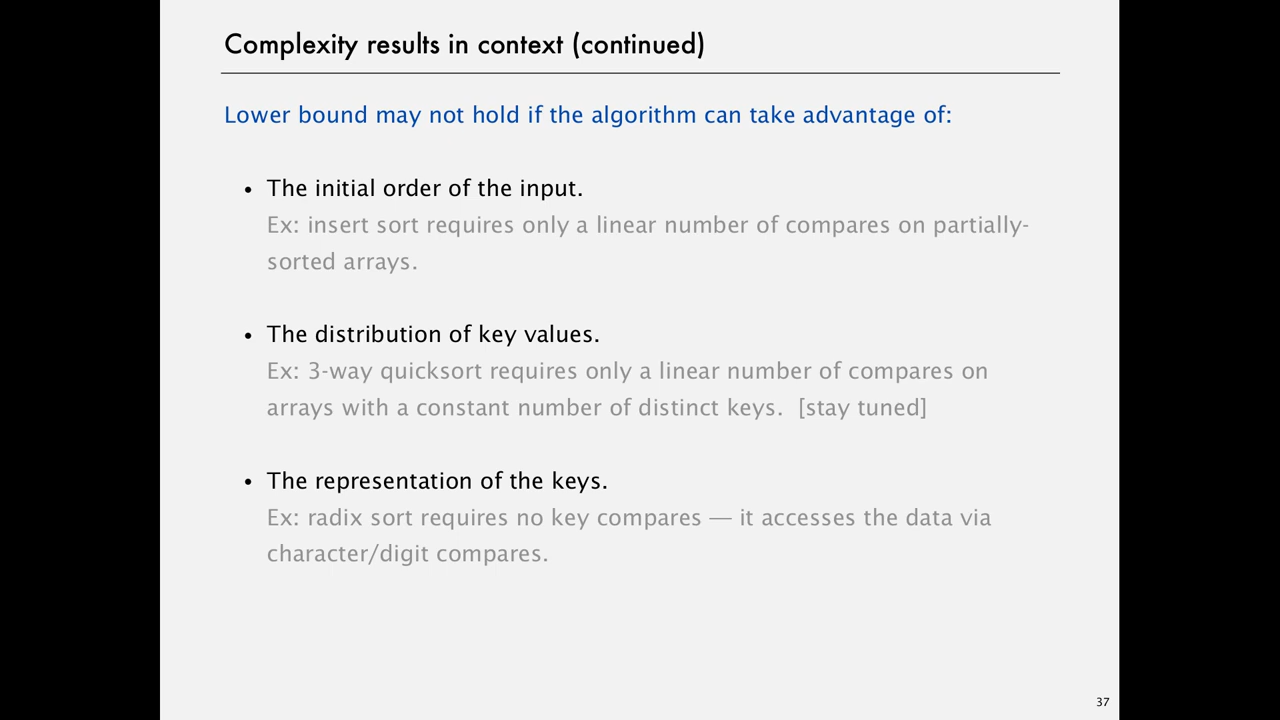 Complexity results in context (continued)
Lower bound may not hold if the algorithm can take advantage of:
• The initial order of the input.
Ex: insert sort requires only a linear number of compares on partially-
sorted arrays.
• The distribution of key values.
Ex: 3-way quicksort requires only a linear number of compares on
arrays with a constant number of distinct keys. [stay tuned]
• The representation of the keys.
Ex: radix sort requires no key compares — it accesses the data via
character/digit compares.
37